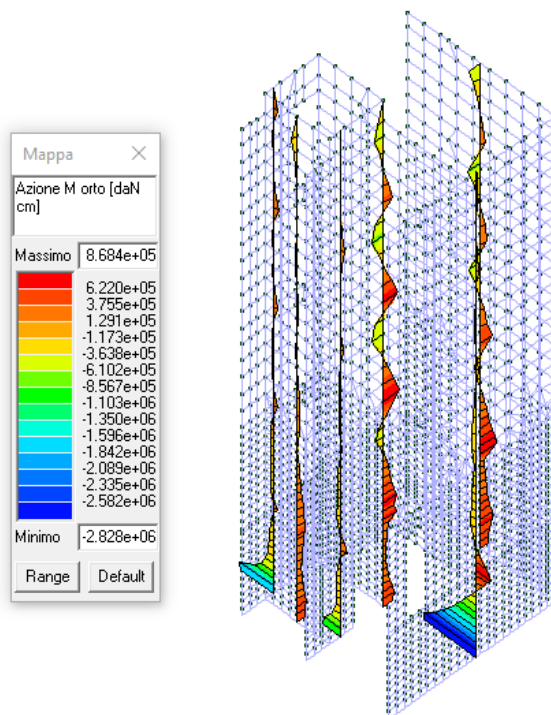 Mappa
Azione M orto [daN
cm]
Massimo 8.684e+05
6.220e+05
3.755e+05
1.291e+05
-1.173e+05
-3.638e+05
-6.102e+05
-8.567e+05
-1.103e+06
-1.350e+06
-1.596e+06
-1.842e+06
-2.089e+06
-2.335e+06
-2.582e+06
Minimo -2.828e+06
Range Default